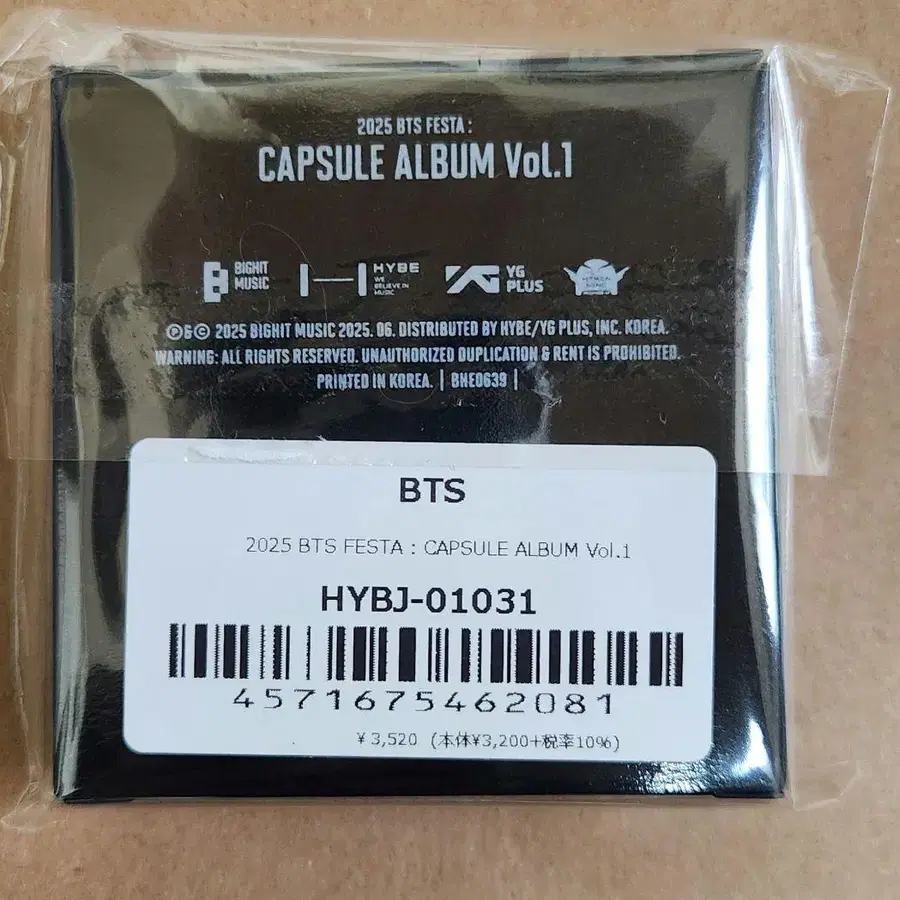 2025 BTS FESTA :
CAPSULE ALBUM Vol.1
BIGHIT MUSIC
HYBE WE BELIEVE IN MUSIC
YG PLUS
Ⓟ&© 2025 BIGHIT MUSIC 2025. 06. DISTRIBUTED BY HYBE/YG PLUS, INC. KOREA.
WARNING: ALL RIGHTS RESERVED. UNAUTHORIZED DUPLICATION & RENT IS PROHIBITED.
PRINTED IN KOREA. | BHE0639 |
BTS
2025 BTS FESTA : CAPSULE ALBUM Vol.1
HYBJ-01031
4571675462081
¥3,520 (本体¥3,200+税率10%)